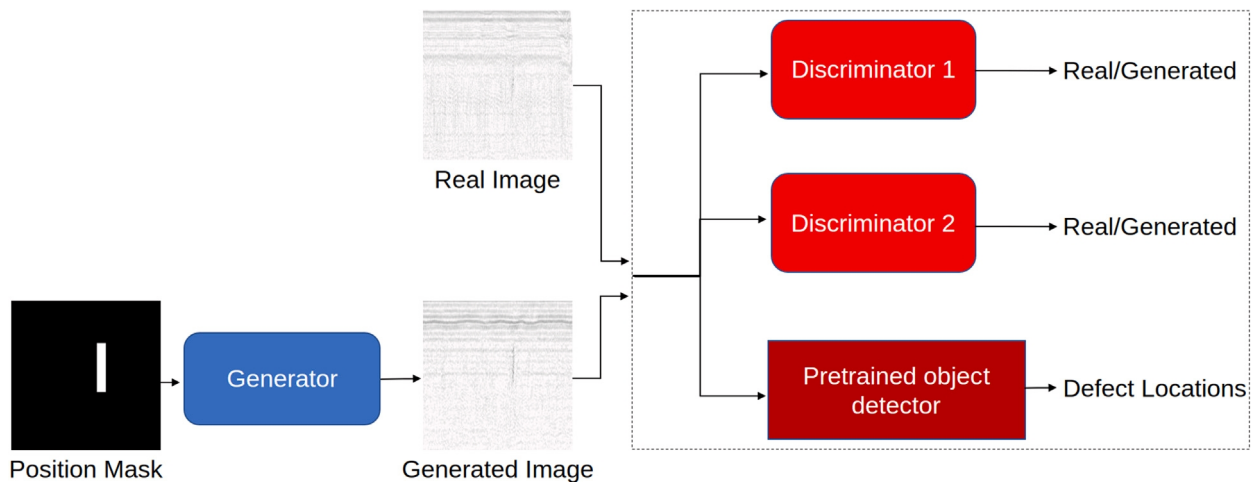 Discriminator 1
Real/Generated
Real Image
Discriminator 2
Real/Generated
Generator
Pretrained object
detector
Defect Locations
Position Mask
Generated Image